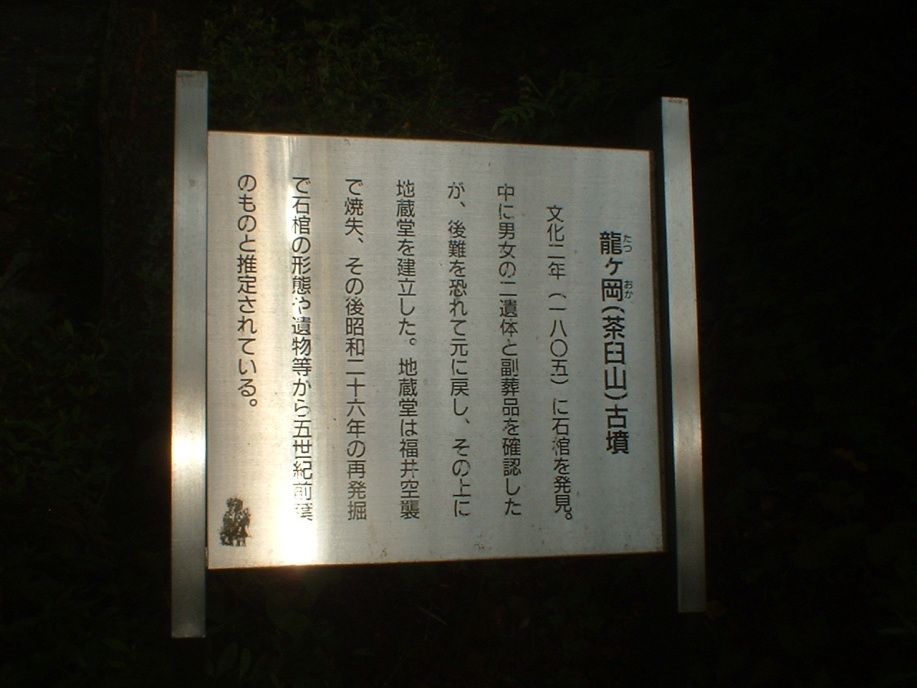 龍ヶ岡(茶臼山)古墳
たつ
おか
文化二年(一八〇五)に石棺を発見。
中に男女の二遺体と副葬品を確認した
が、後難を恐れて元に戻し、その上に
地蔵堂を建立した。地蔵堂は福井空襲
で焼失、その後昭和二十六年の再発掘
で石棺の形態や遺物等から五世紀前葉
のものと推定されている。